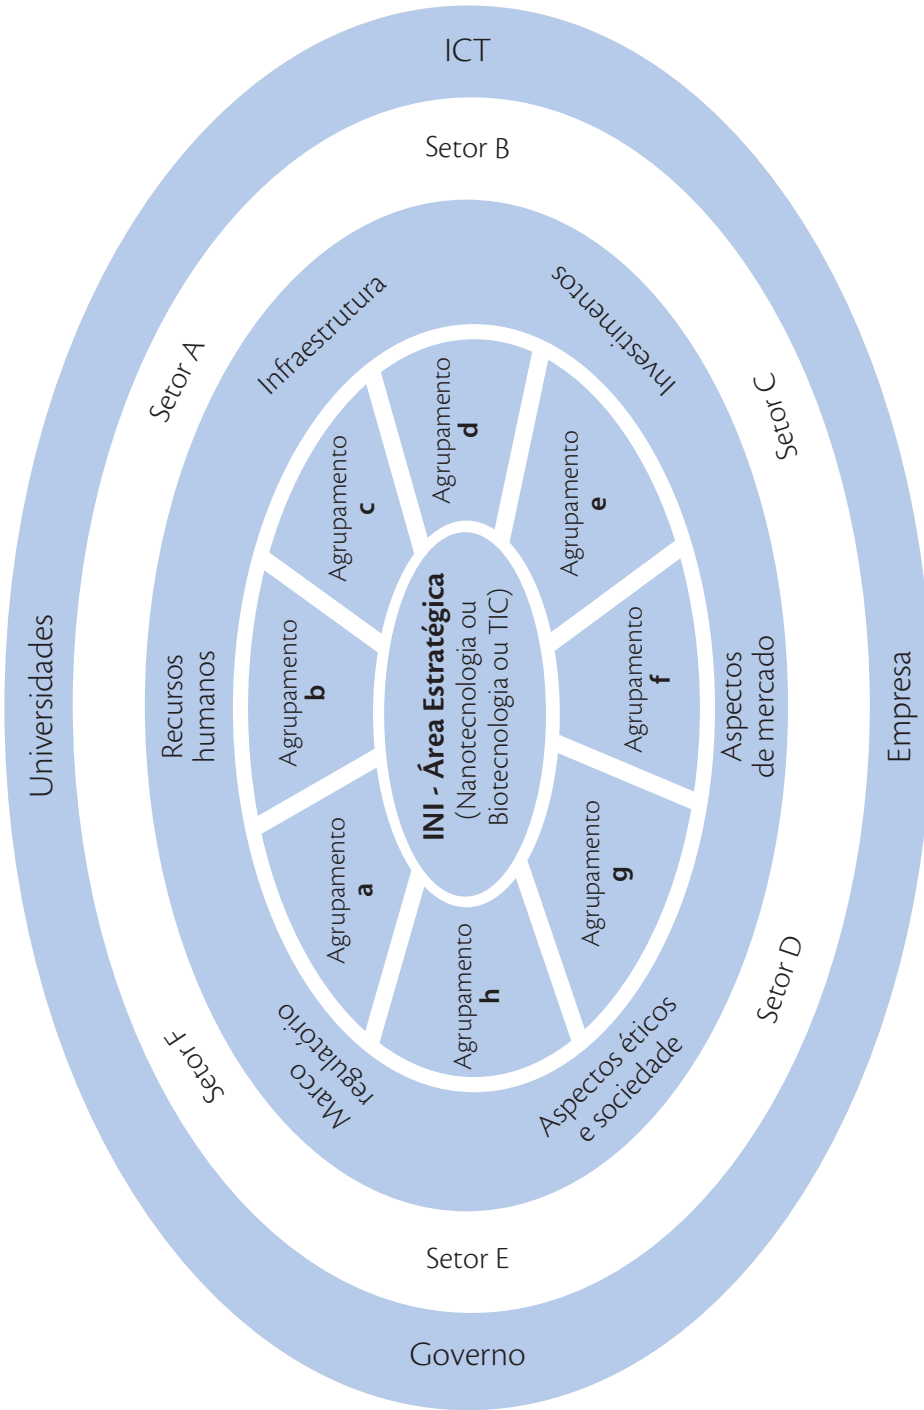 ICT
Setor B
Setor A
Infraestrutura
Investimentos
Setor C
Universidades
Recursos
humanos
Agrupamento
a
Agrupamento
b
Agrupamento
c
Agrupamento
d
Agrupamento
e
Agrupamento
f
Agrupamento
g
Agrupamento
h
INI - Área Estratégica
(Nanotecnologia ou
Biotecnologia ou TIC)
Aspectos
de mercado
Empresa
Marco
regulatório
Aspectos éticos
e sociedade
Setor F
Setor D
Setor E
Governo